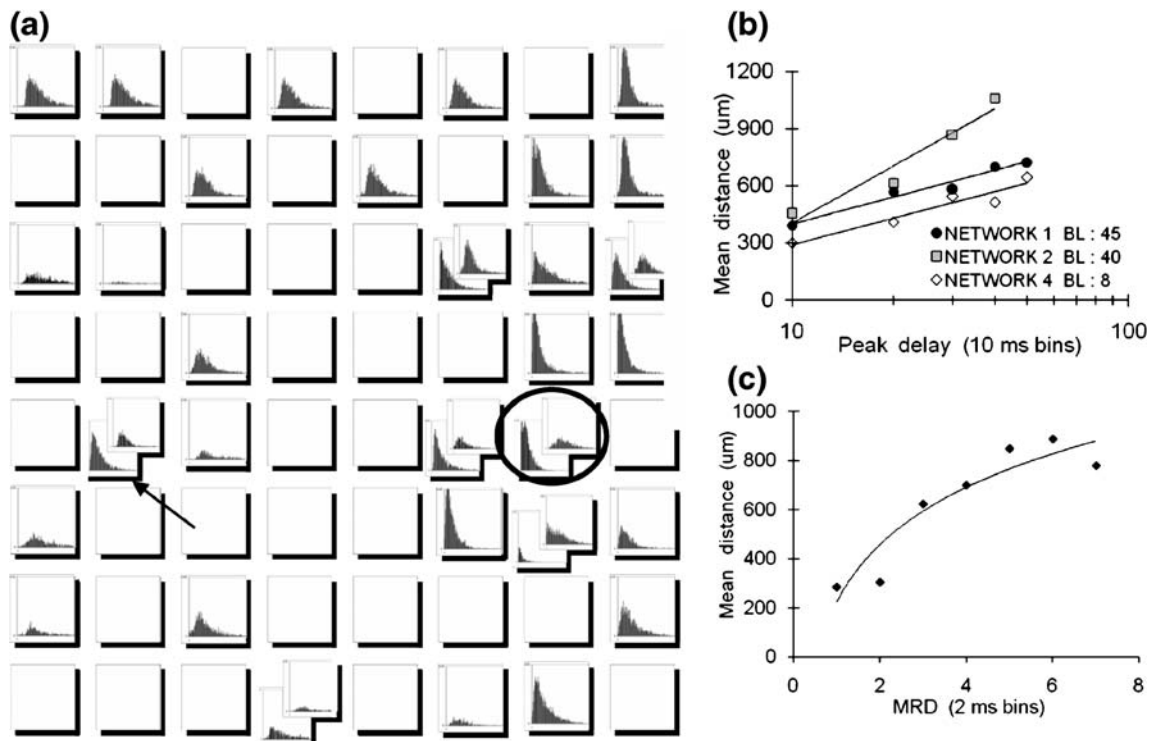 (a)
(b)
1200
900
600
300
0
Mean distance (um)
NETWORK 1 BL : 45
NETWORK 2 BL : 40
NETWORK 4 BL : 8
10
100
Peak delay (10 ms bins)
(c)
1000
800
600
400
200
0
Mean distance (um)
0
2
4
6
8
MRD (2 ms bins)